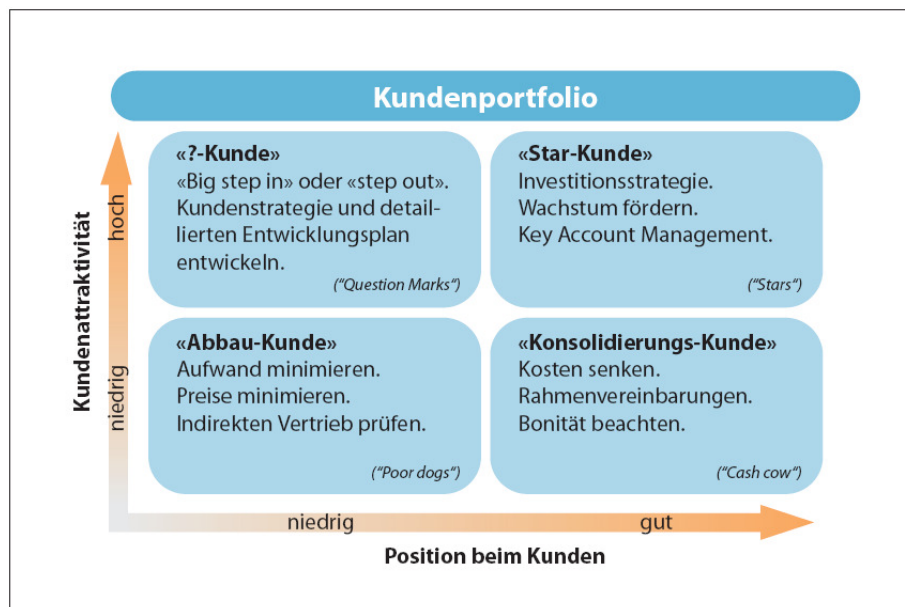 Kundenportfolio
«?-Kunde»
«Big step in» oder «step out».
Kundenstrategie und detail-
lierten Entwicklungsplan
entwickeln.
("Question Marks")
«Star-Kunde»
Investitionsstrategie.
Wachstum fördern.
Key Account Management.
("Stars")
«Abbau-Kunde»
Aufwand minimieren.
Preise minimieren.
Indirekten Vertrieb prüfen.
("Poor dogs")
«Konsolidierungs-Kunde»
Kosten senken.
Rahmenvereinbarungen.
Bonität beachten.
("Cash cow")
Kundenattraktivität
hoch
niedrig
niedrig
gut
Position beim Kunden